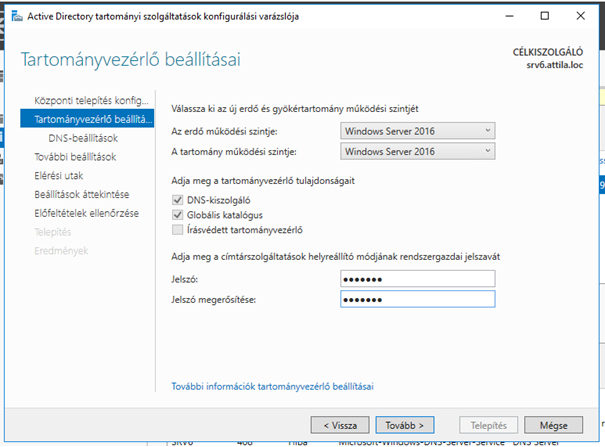 Active Directory tartományi szolgáltatások konfigurálási varázslója
Tartományvezérlő beállításai
CÉLKISZOLGÁLÓ
srv6.attila.loc
Központi telepítés konfig...
Tartományvezérlő beállítá...
DNS-beállítások
További beállítások
Elérési utak
Beállítások áttekintése
Előfeltételek ellenőrzése
Telepítés
Eredmények
Válassza ki az új erdő és gyökértartomány működési szintjét
Az erdő működési szintje: Windows Server 2016
A tartomány működési szintje: Windows Server 2016
Adja meg a tartományvezérlő tulajdonságait
DNS-kiszolgáló
Globális katalógus
Írásvédett tartományvezérlő
Adja meg a címtárszolgáltatások helyreállító módjának rendszergazdai jelszavát
Jelszó: •••••••
Jelszó megerősítése: •••••••
További információk tartományvezérlő beállításai
< Vissza Tovább > Telepítés Mégse